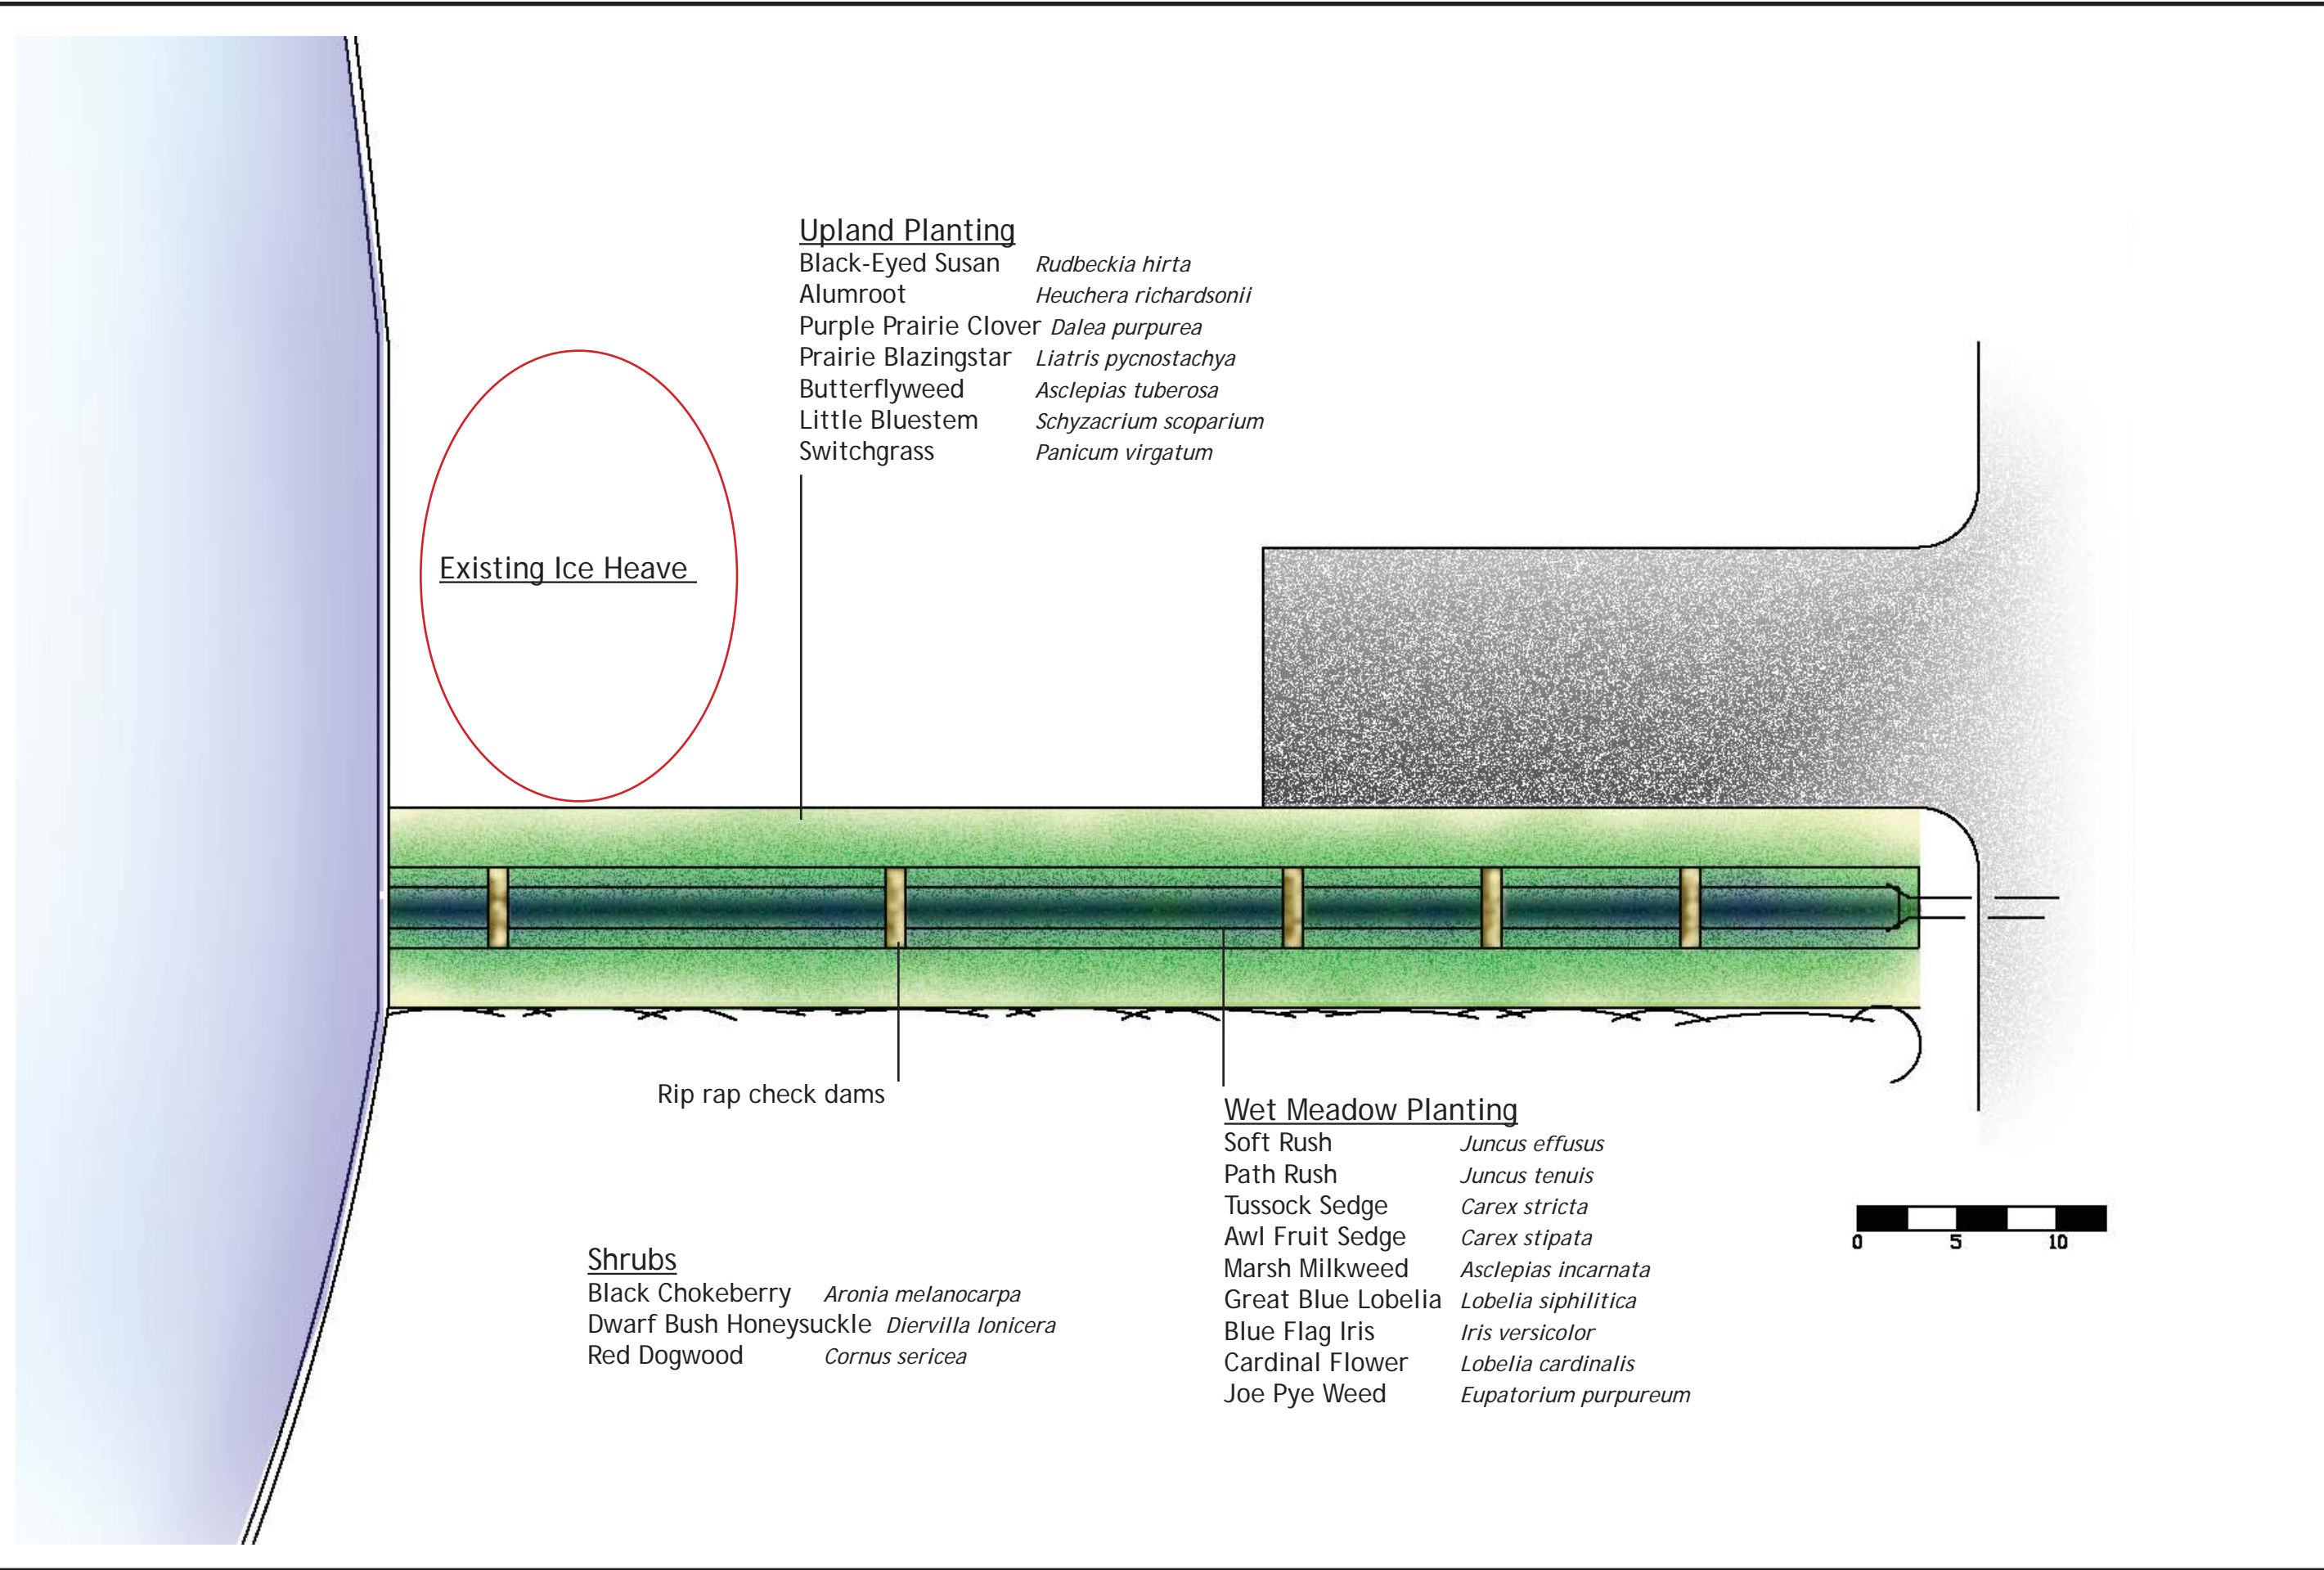 Upland Planting
Black-Eyed Susan Rudbeckia hirta
Alumroot Heuchera richardsonii
Purple Prairie Clover Dalea purpurea
Prairie Blazingstar Liatris pycnostachya
Butterflyweed Asclepias tuberosa
Little Bluestem Schyzacrium scoparium
Switchgrass Panicum virgatum
Existing Ice Heave
Rip rap check dams
Wet Meadow Planting
Soft Rush Juncus effusus
Path Rush Juncus tenuis
Tussock Sedge Carex stricta
Awl Fruit Sedge Carex stipata
Marsh Milkweed Asclepias incarnata
Great Blue Lobelia Lobelia siphilitica
Blue Flag Iris Iris versicolor
Cardinal Flower Lobelia cardinalis
Joe Pye Weed Eupatorium purpureum
Shrubs
Black Chokeberry Aronia melanocarpa
Dwarf Bush Honeysuckle Diervilla lonicera
Red Dogwood Cornus sericea
0 5 10